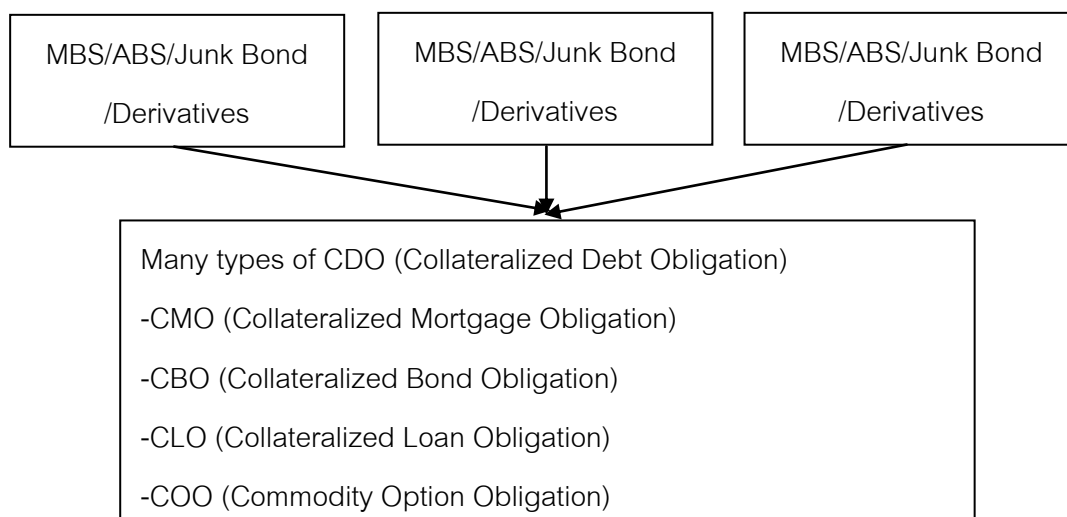 MBS/ABS/Junk Bond
/Derivatives
MBS/ABS/Junk Bond
/Derivatives
MBS/ABS/Junk Bond
/Derivatives
Many types of CDO (Collateralized Debt Obligation)
-CMO (Collateralized Mortgage Obligation)
-CBO (Collateralized Bond Obligation)
-CLO (Collateralized Loan Obligation)
-COO (Commodity Option Obligation)